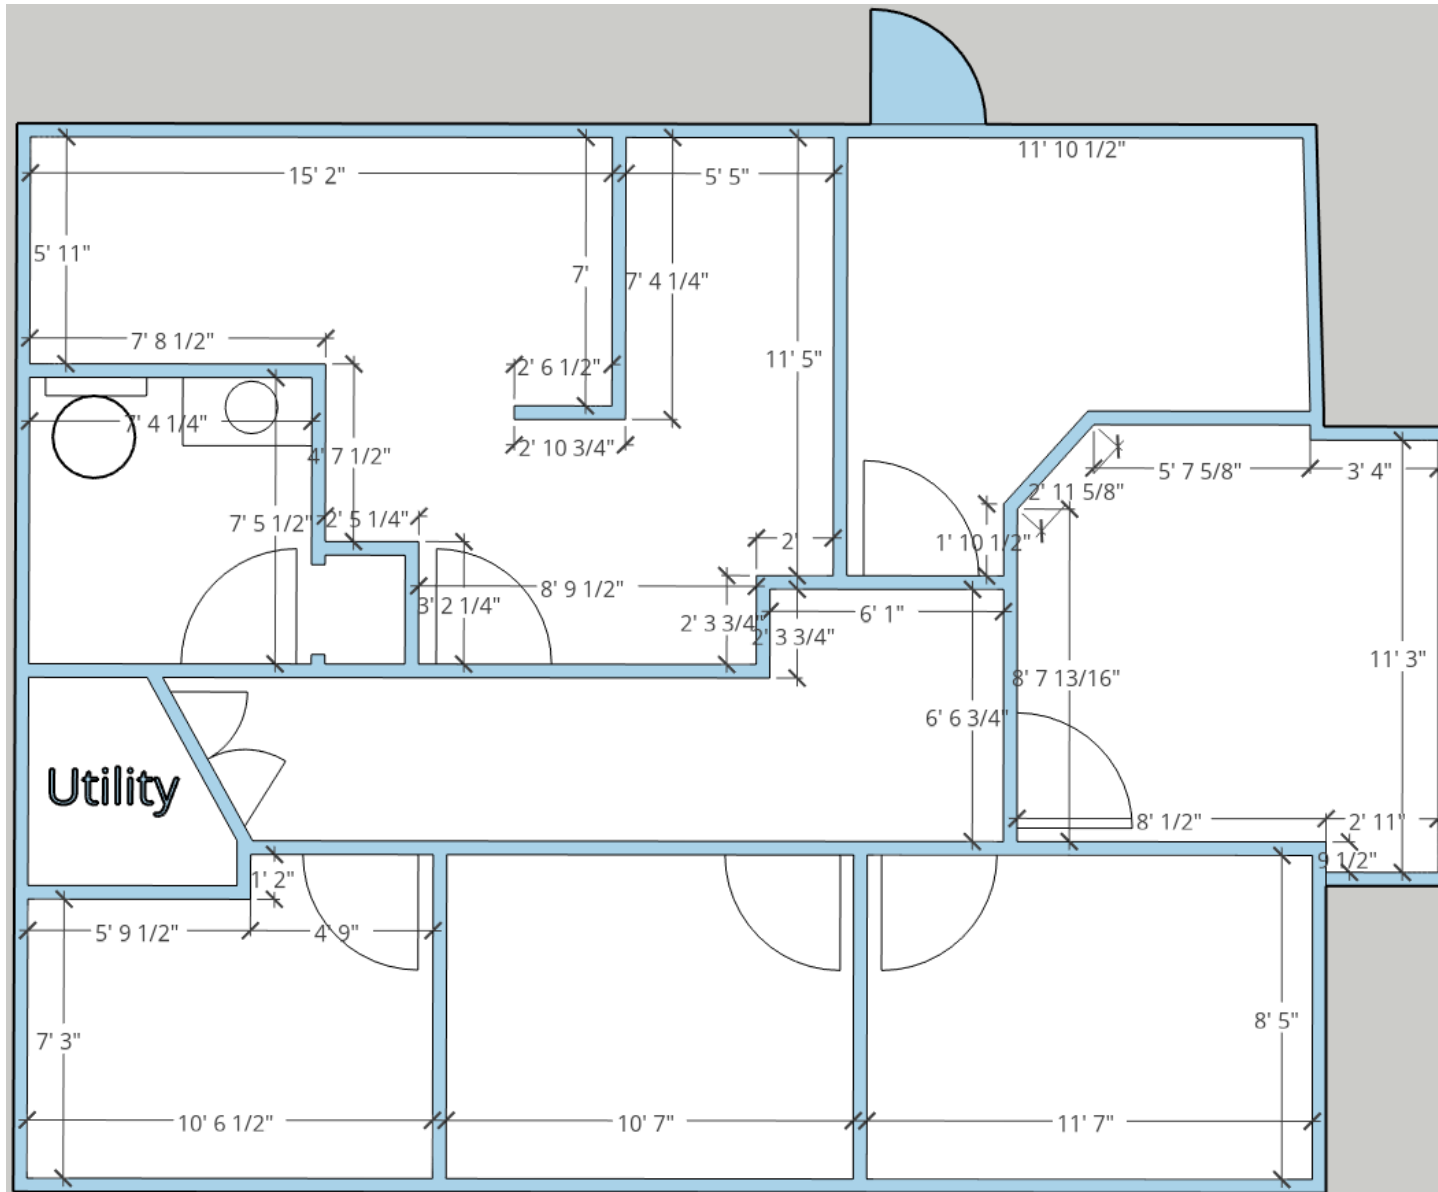 11' 10 1/2"
15' 2"
5' 5"
5' 11"
7'
7' 4 1/4"
7' 8 1/2"
11' 5"
2' 6 1/2"
7' 4 1/4"
2' 10 3/4"
4' 7 1/2"
5' 7 5/8"
3' 4"
2' 11 5/8"
7' 5 1/2"
2' 5 1/4"
2'
1' 10 1/2"
8' 9 1/2"
3' 2 1/4"
6' 1"
2' 3 3/4"
2' 3 3/4"
11' 3"
8' 7 13/16"
6' 6 3/4"
Utility
8' 1/2"
2' 11"
9 1/2"
1' 2"
5' 9 1/2"
4' 9"
8' 5"
7' 3"
10' 6 1/2"
10' 7"
11' 7"